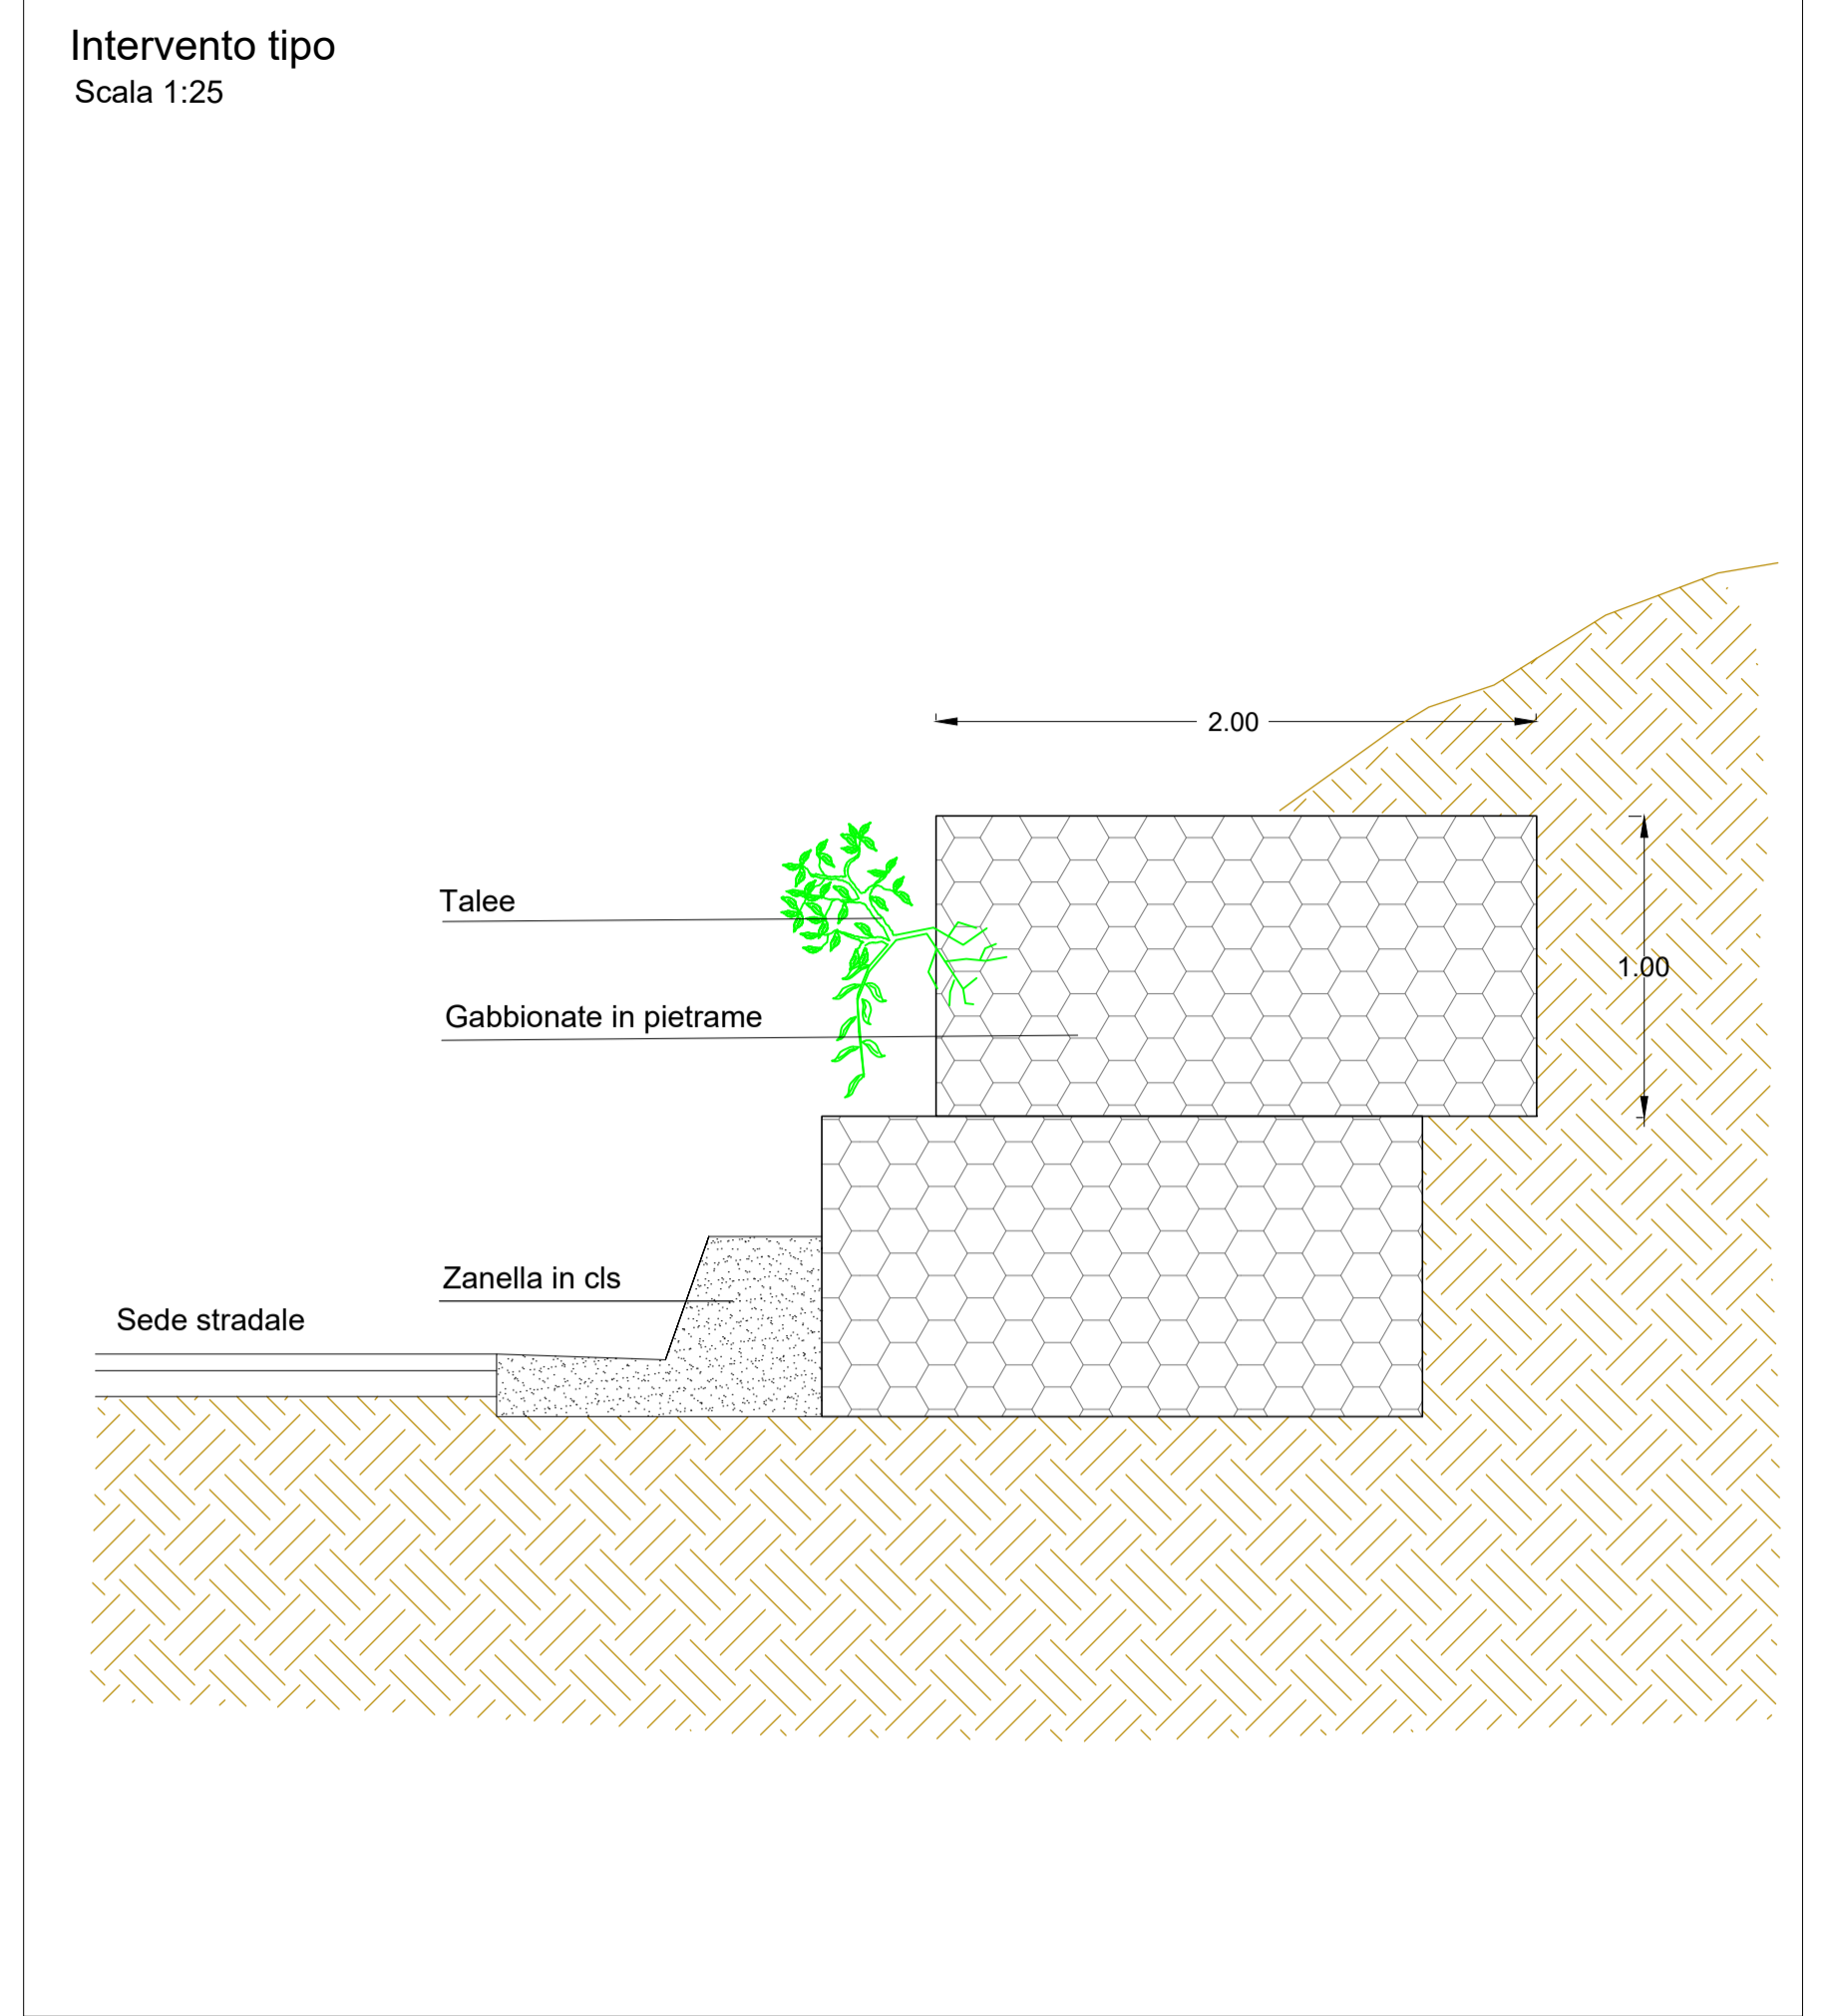 Intervento tipo
Scala 1:25
2.00
Talee
1.00
Gabbionate in pietrame
Zanella in cls
Sede stradale